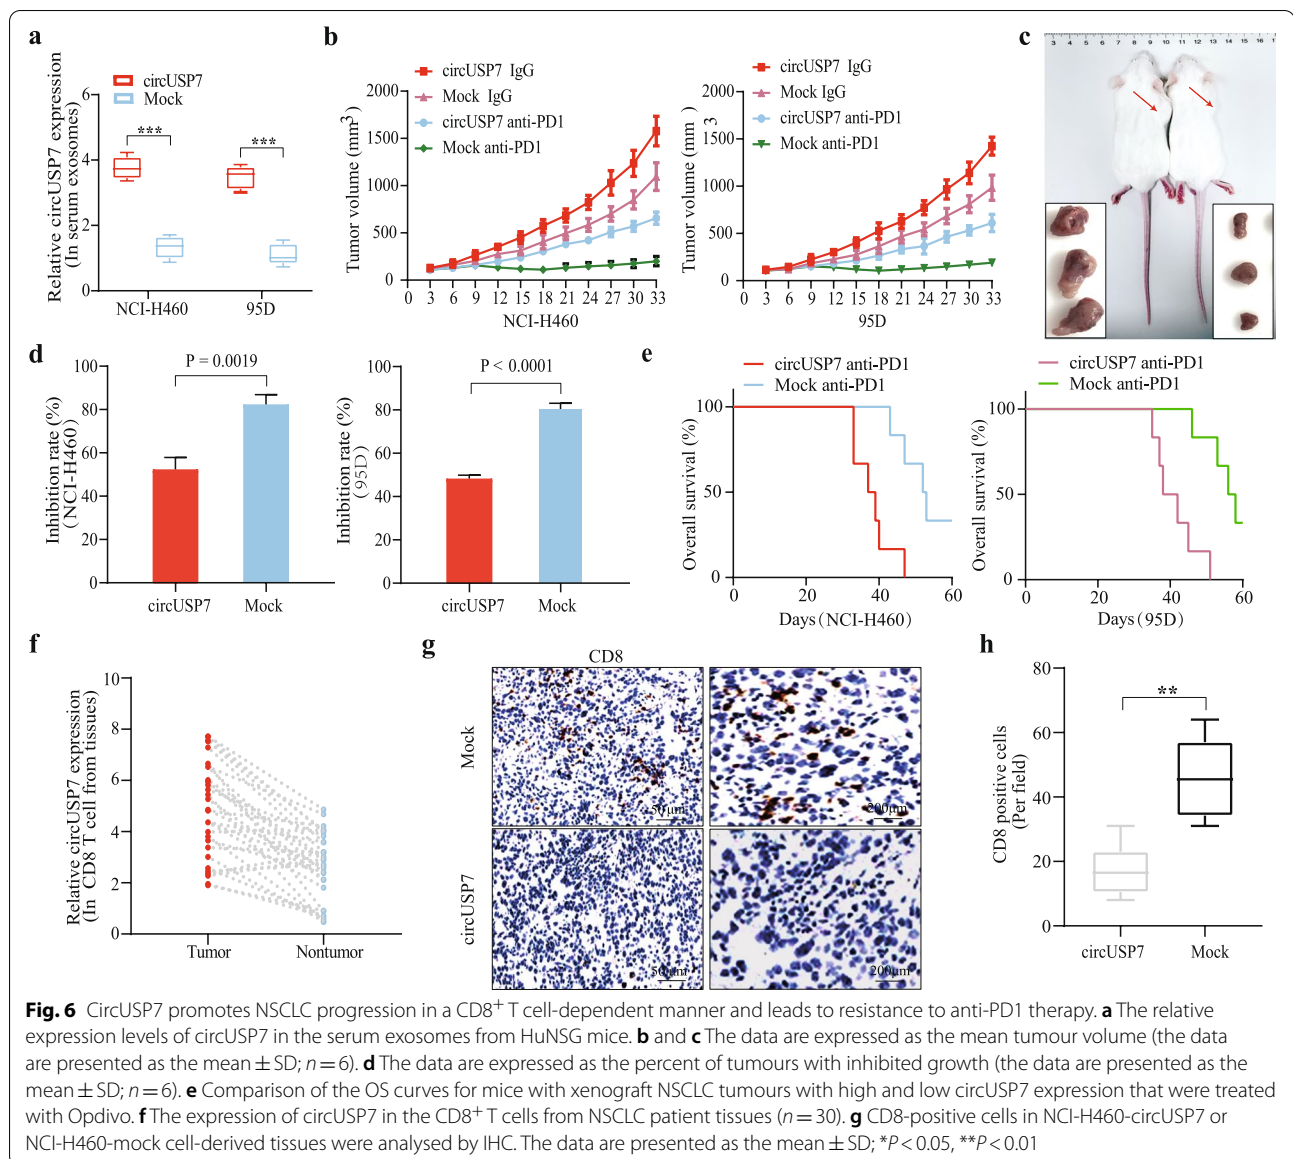 a
circUSP7
Mock
Relative circUSP7 expression
(In serum exosomes)
6
4
2
0
***
***
NCI-H460
95D
b
circUSP7 IgG
Mock IgG
circUSP7 anti-PD1
Mock anti-PD1
Tumor volume (mm³)
2000
1500
1000
500
0
3 6 9 12 15 18 21 24 27 30 33
NCI-H460
circUSP7 IgG
Mock IgG
circUSP7 anti-PD1
Mock anti-PD1
Tumor volume (mm 3)
2000
1500
1000
500
0
3 6 9 12 15 18 21 24 27 30 33
95D
c
3 4 5 6 7 8 9 10 11 12 13 14 15 16 1
d
P = 0.0019
Inhibition rate (%)
(NCI-H460)
100
80
60
40
20
0
circUSP7 Mock
P < 0.0001
Inhibition rate (%)
(95D)
100
80
60
40
20
0
circUSP7 Mock
e
circUSP7 anti-PD1
Mock anti-PD1
Overall survival (%)
100
50
0
0 20 40 60
Days (NCI-H460)
circUSP7 anti-PD1
Mock anti-PD1
Overall survival (%)
100
50
0
0 20 40 60
Days (95D)
f
Relative circUSP7 expression
(In CD8 T cell from tissues)
10
8
6
4
2
0
Tumor Nontumor
g
CD8
Mock
50μm
200μm
circUSP7
50μm
200μm
h
CD8 positive cells
(Per field)
80
60
40
20
0
**
circUSP7 Mock
Fig. 6 CircUSP7 promotes NSCLC progression in a CD8+ T cell-dependent manner and leads to resistance to anti-PD1 therapy. a The relative
expression levels of circUSP7 in the serum exosomes from HuNSG mice. b and c The data are expressed as the mean tumour volume (the data
are presented as the mean ± SD; n = 6). d The data are expressed as the percent of tumours with inhibited growth (the data are presented as the
mean ± SD; n = 6). e Comparison of the OS curves for mice with xenograft NSCLC tumours with high and low circUSP7 expression that were treated
with Opdivo. f The expression of circUSP7 in the CD8+ T cells from NSCLC patient tissues (n = 30). g CD8-positive cells in NCI-H460-circUSP7 or
NCI-H460-mock cell-derived tissues were analysed by IHC. The data are presented as the mean ± SD; *P < 0.05, **P < 0.01